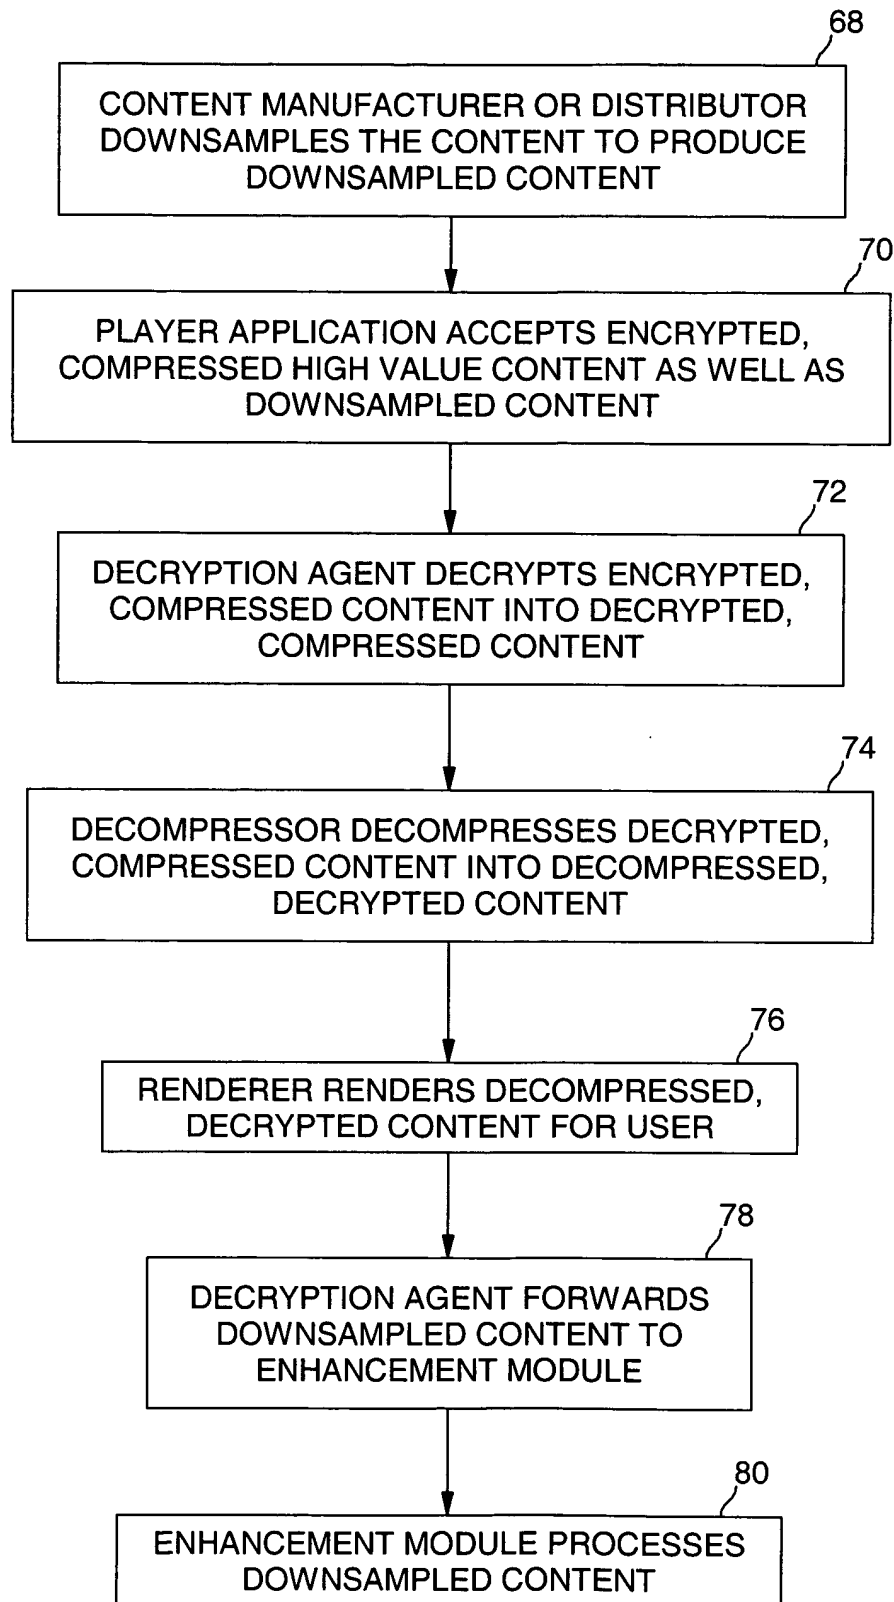 68
CONTENT MANUFACTURER OR DISTRIBUTOR
DOWNSAMPLES THE CONTENT TO PRODUCE
DOWNSAMPLED CONTENT
70
PLAYER APPLICATION ACCEPTS ENCRYPTED,
COMPRESSED HIGH VALUE CONTENT AS WELL AS
DOWNSAMPLED CONTENT
72
DECRYPTION AGENT DECRYPTS ENCRYPTED,
COMPRESSED CONTENT INTO DECRYPTED,
COMPRESSED CONTENT
74
DECOMPRESSOR DECOMPRESSES DECRYPTED,
COMPRESSED CONTENT INTO DECOMPRESSED,
DECRYPTED CONTENT
76
RENDERER RENDERS DECOMPRESSED,
DECRYPTED CONTENT FOR USER
78
DECRYPTION AGENT FORWARDS
DOWNSAMPLED CONTENT TO
ENHANCEMENT MODULE
80
ENHANCEMENT MODULE PROCESSES
DOWNSAMPLED CONTENT